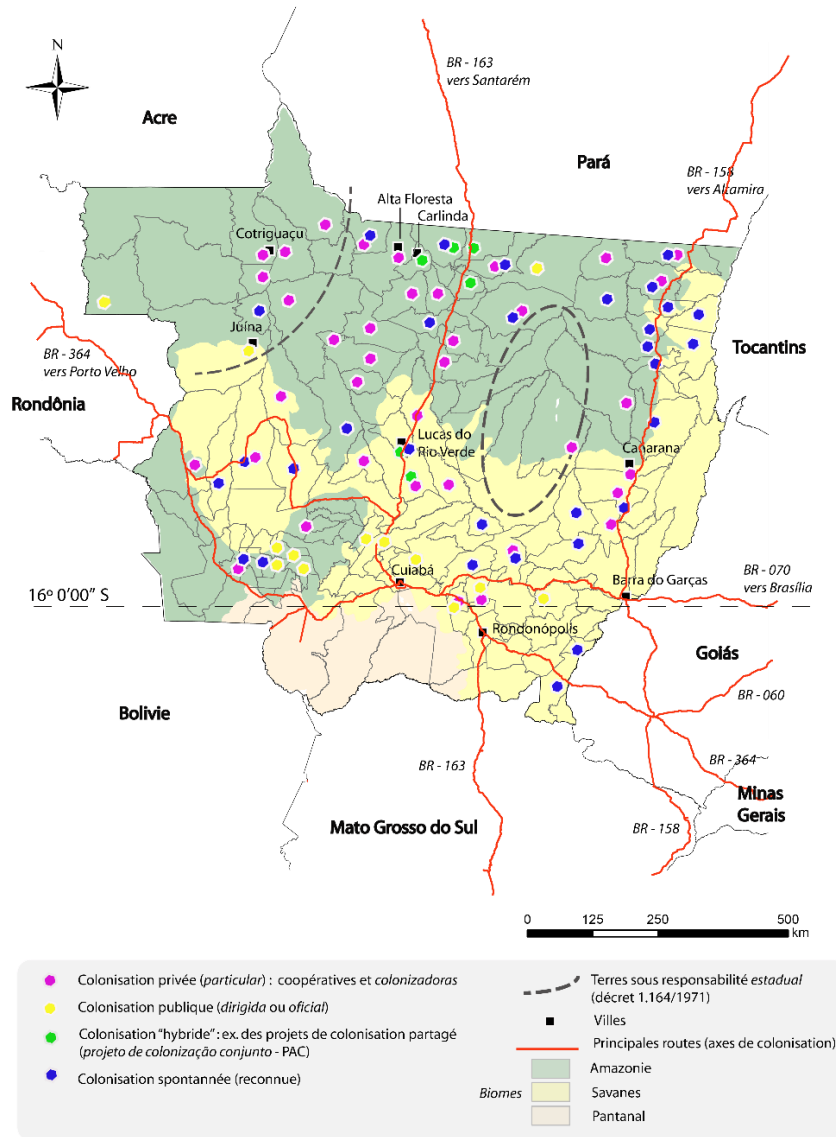 N
BR - 163
vers Santarém
Acre
Pará
BR - 158
vers Altamira
Alta Floresta
Carlinda
Cotriguaçu
Juína
BR - 364
vers Porto Velho
Tocantins
Rondônia
Lucas do
Rio Verde
Canarana
Cuiabá
Barra do Garças
BR - 070
vers Brasília
16º 0'00'' S
Rondonópolis
Goiás
Bolivie
BR - 060
BR - 163
BR - 364
Minas
Gerais
Mato Grosso do Sul
BR - 158
0 125 250 500
km
Colonisation privée (particular) : coopératives et colonizadoras
Colonisation publique (dirigida ou oficial)
Colonisation "hybride" : ex. des projets de colonisation partagé
(projeto de colonização conjunto - PAC)
Colonisation spontannée (reconnue)
Terres sous responsabilité estadual
(décret 1.164/1971)
Villes
Principales routes (axes de colonisation)
Biomes
Amazonie
Savanes
Pantanal